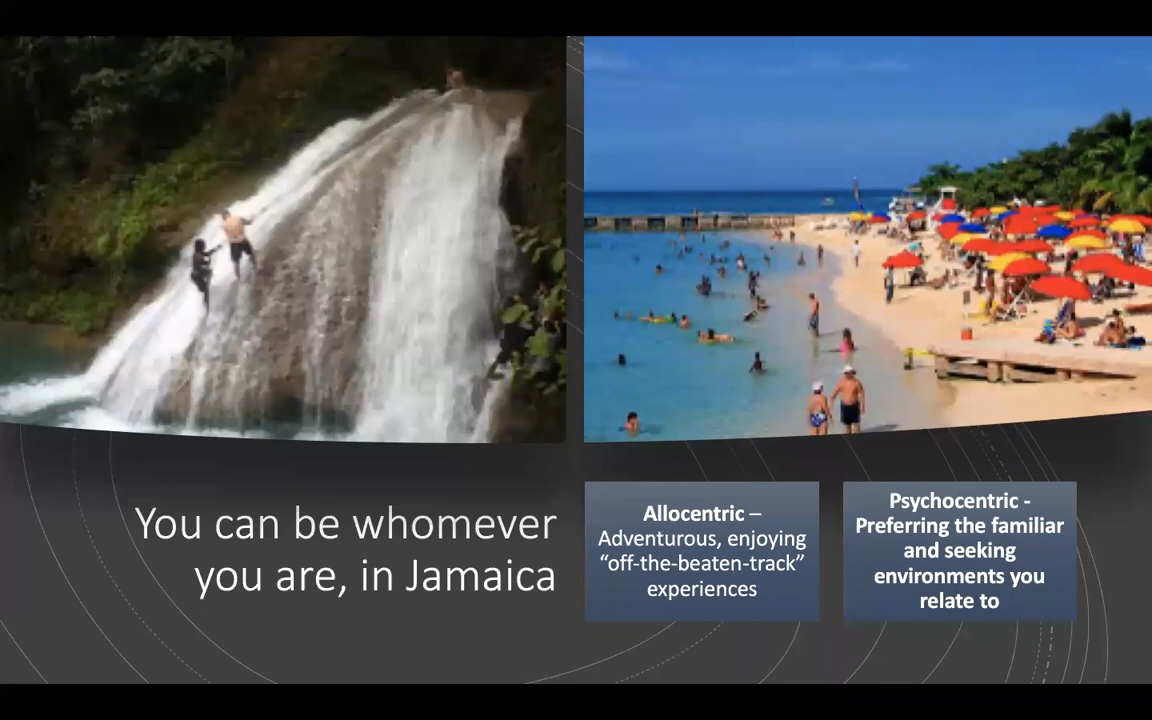 You can be whomever
you are, in Jamaica
Allocentric –
Adventurous, enjoying
“off-the-beaten-track”
experiences
Psychocentric -
Preferring the familiar
and seeking
environments you
relate to